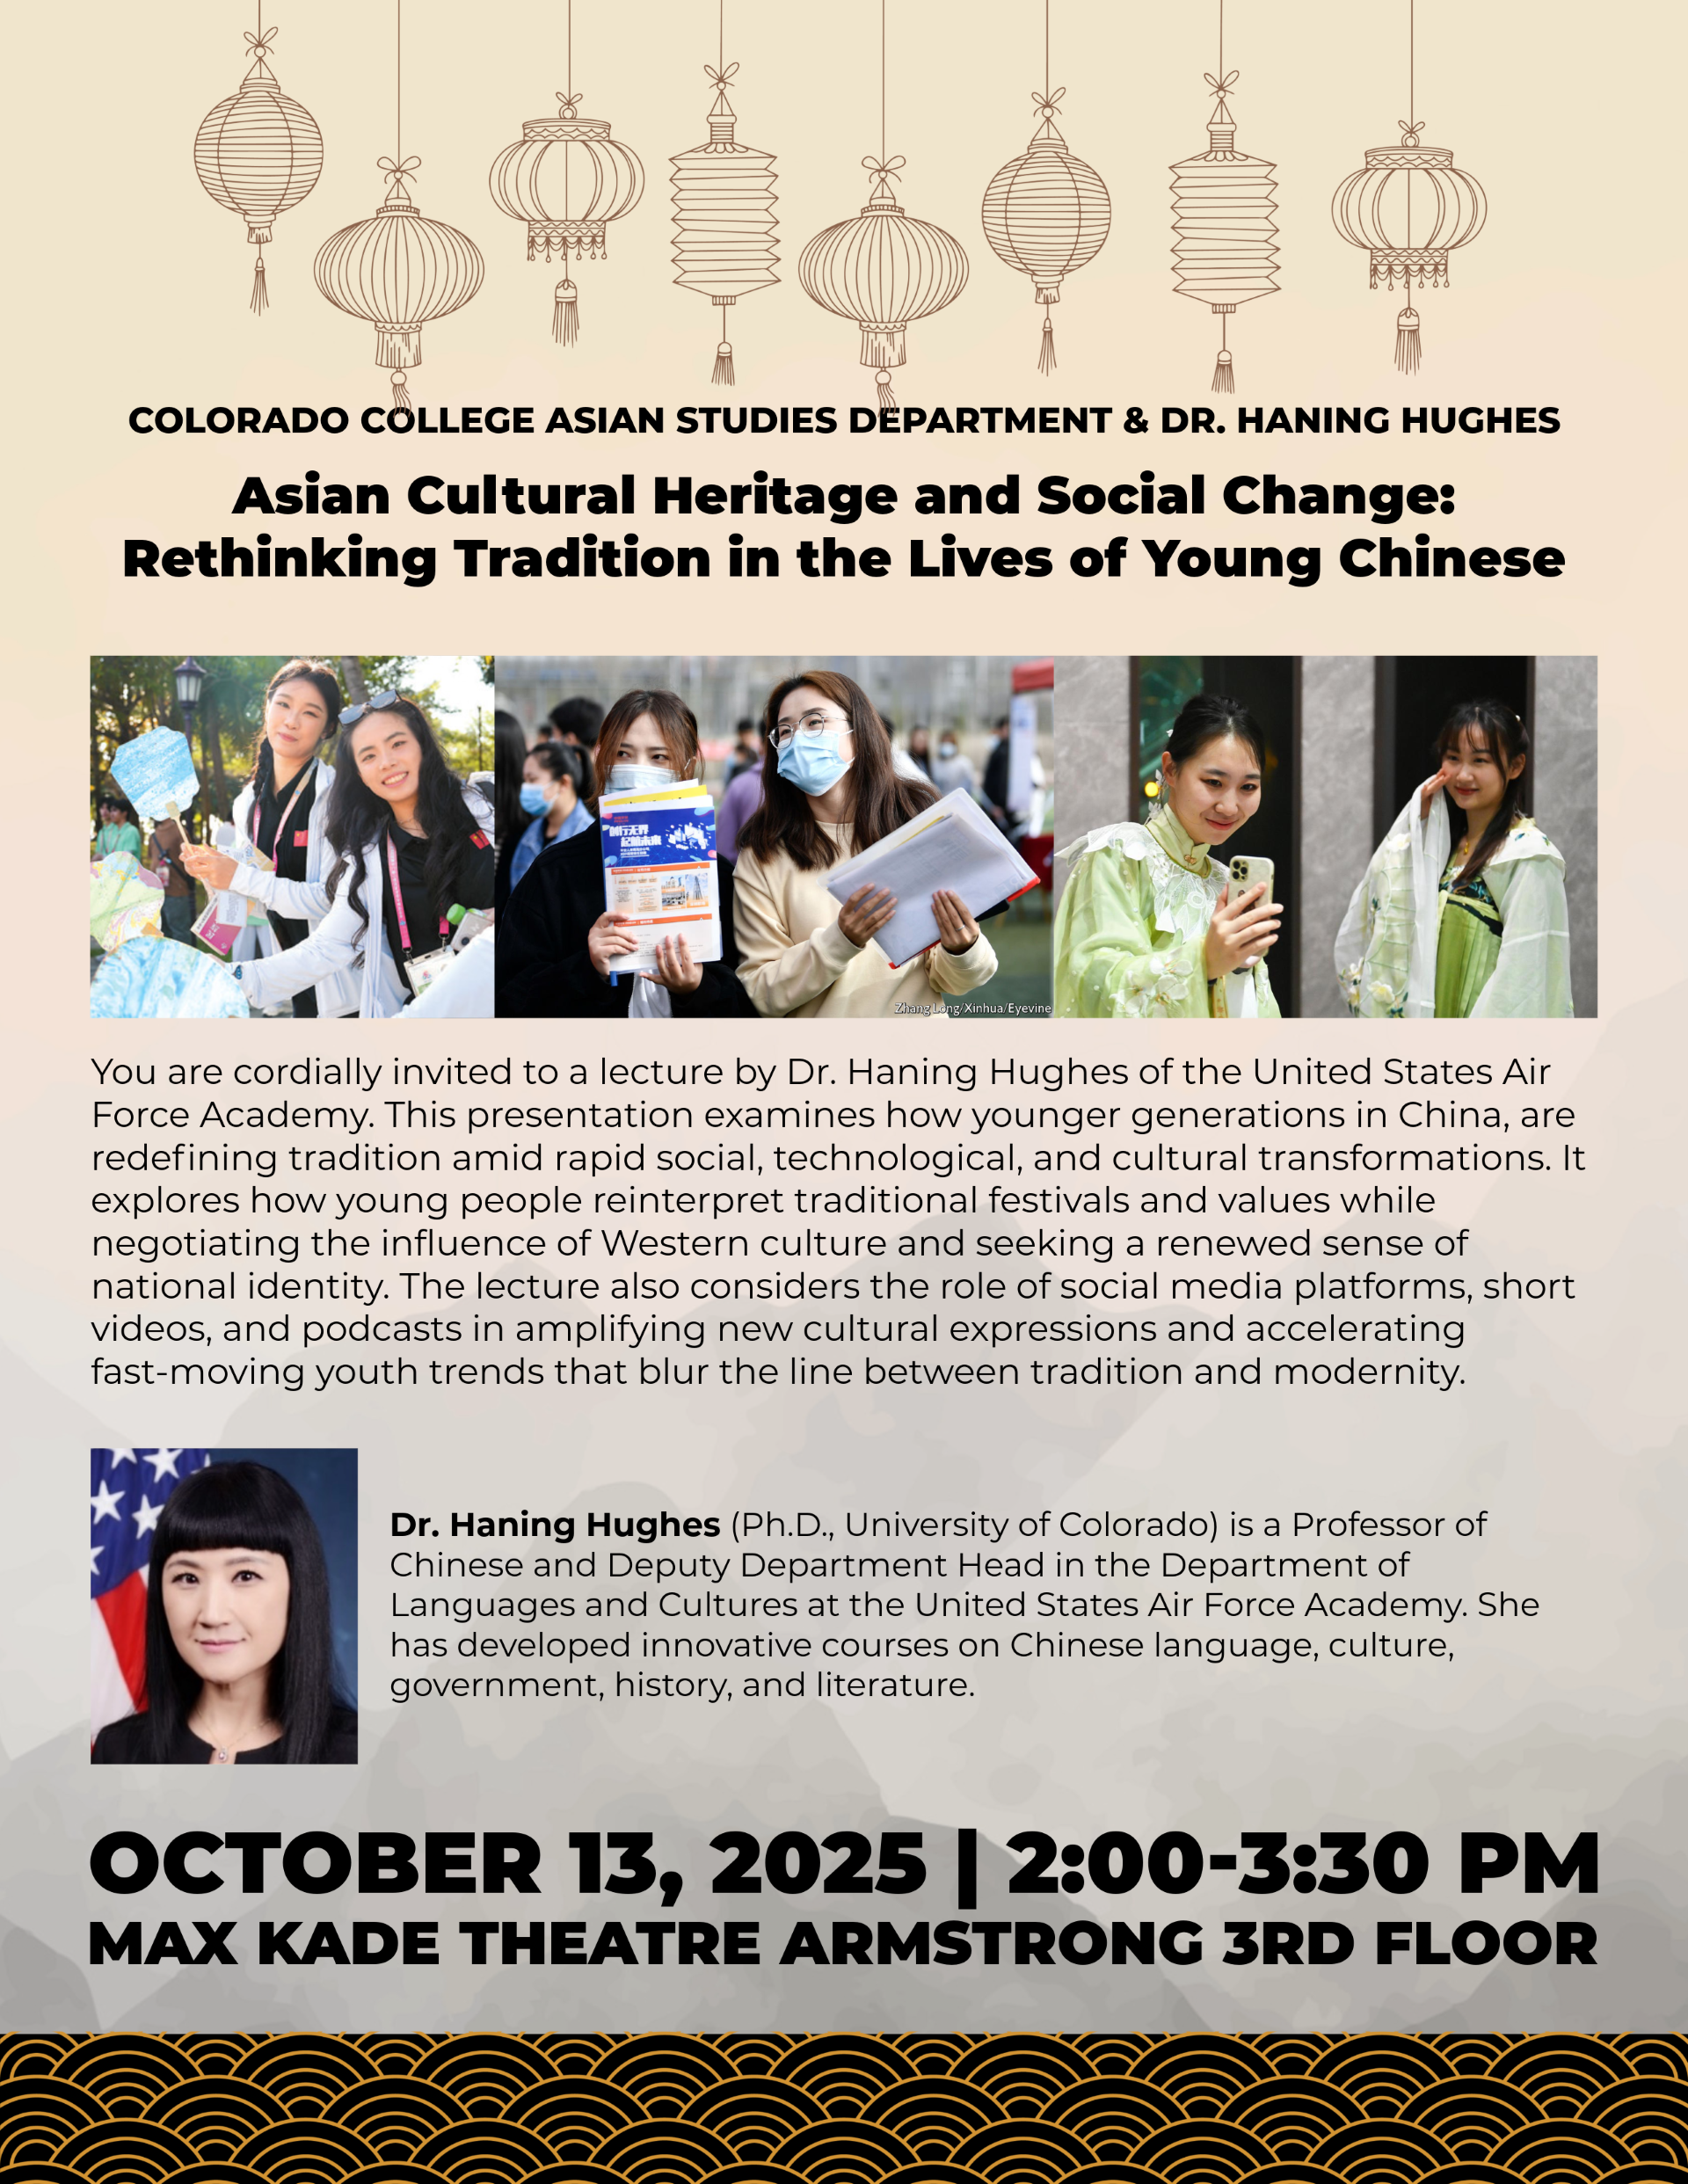 COLORADO COLLEGE ASIAN STUDIES DEPARTMENT & DR. HANING HUGHES
Asian Cultural Heritage and Social Change:
Rethinking Tradition in the Lives of Young Chinese
创行无界
起航未来
Zhang Long/Xinhua/Eyevine
You are cordially invited to a lecture by Dr. Haning Hughes of the United States Air
Force Academy. This presentation examines how younger generations in China, are
redefining tradition amid rapid social, technological, and cultural transformations. It
explores how young people reinterpret traditional festivals and values while
negotiating the influence of Western culture and seeking a renewed sense of
national identity. The lecture also considers the role of social media platforms, short
videos, and podcasts in amplifying new cultural expressions and accelerating
fast-moving youth trends that blur the line between tradition and modernity.
Dr. Haning Hughes (Ph.D., University of Colorado) is a Professor of
Chinese and Deputy Department Head in the Department of
Languages and Cultures at the United States Air Force Academy. She
has developed innovative courses on Chinese language, culture,
government, history, and literature.
OCTOBER 13, 2025 | 2:00-3:30 PM
MAX KADE THEATRE ARMSTRONG 3RD FLOOR